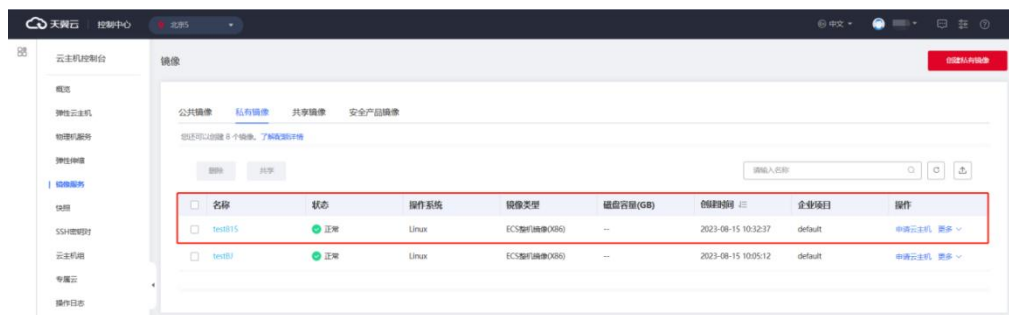 天翼云 控制中心 北京5 中文
云主机控制台
镜像
创建私有镜像
概览
弹性云主机
物理机服务
弹性伸缩
镜像服务
快照
SSH密钥对
云主机组
专属云
操作日志
公共镜像 私有镜像 共享镜像 安全产品镜像
您还可以创建 8 个镜像。了解配额详情
删除 共享 请输入名称
名称 状态 操作系统 镜像类型 磁盘容量(GB) 创建时间 企业项目 操作
test815 正常 Linux ECS整机镜像(X86) -- 2023-08-15 10:32:37 default 申请云主机 更多
正常 Linux ECS整机镜像(X86) -- 2023-08-15 10:05:12 default 申请云主机 更多